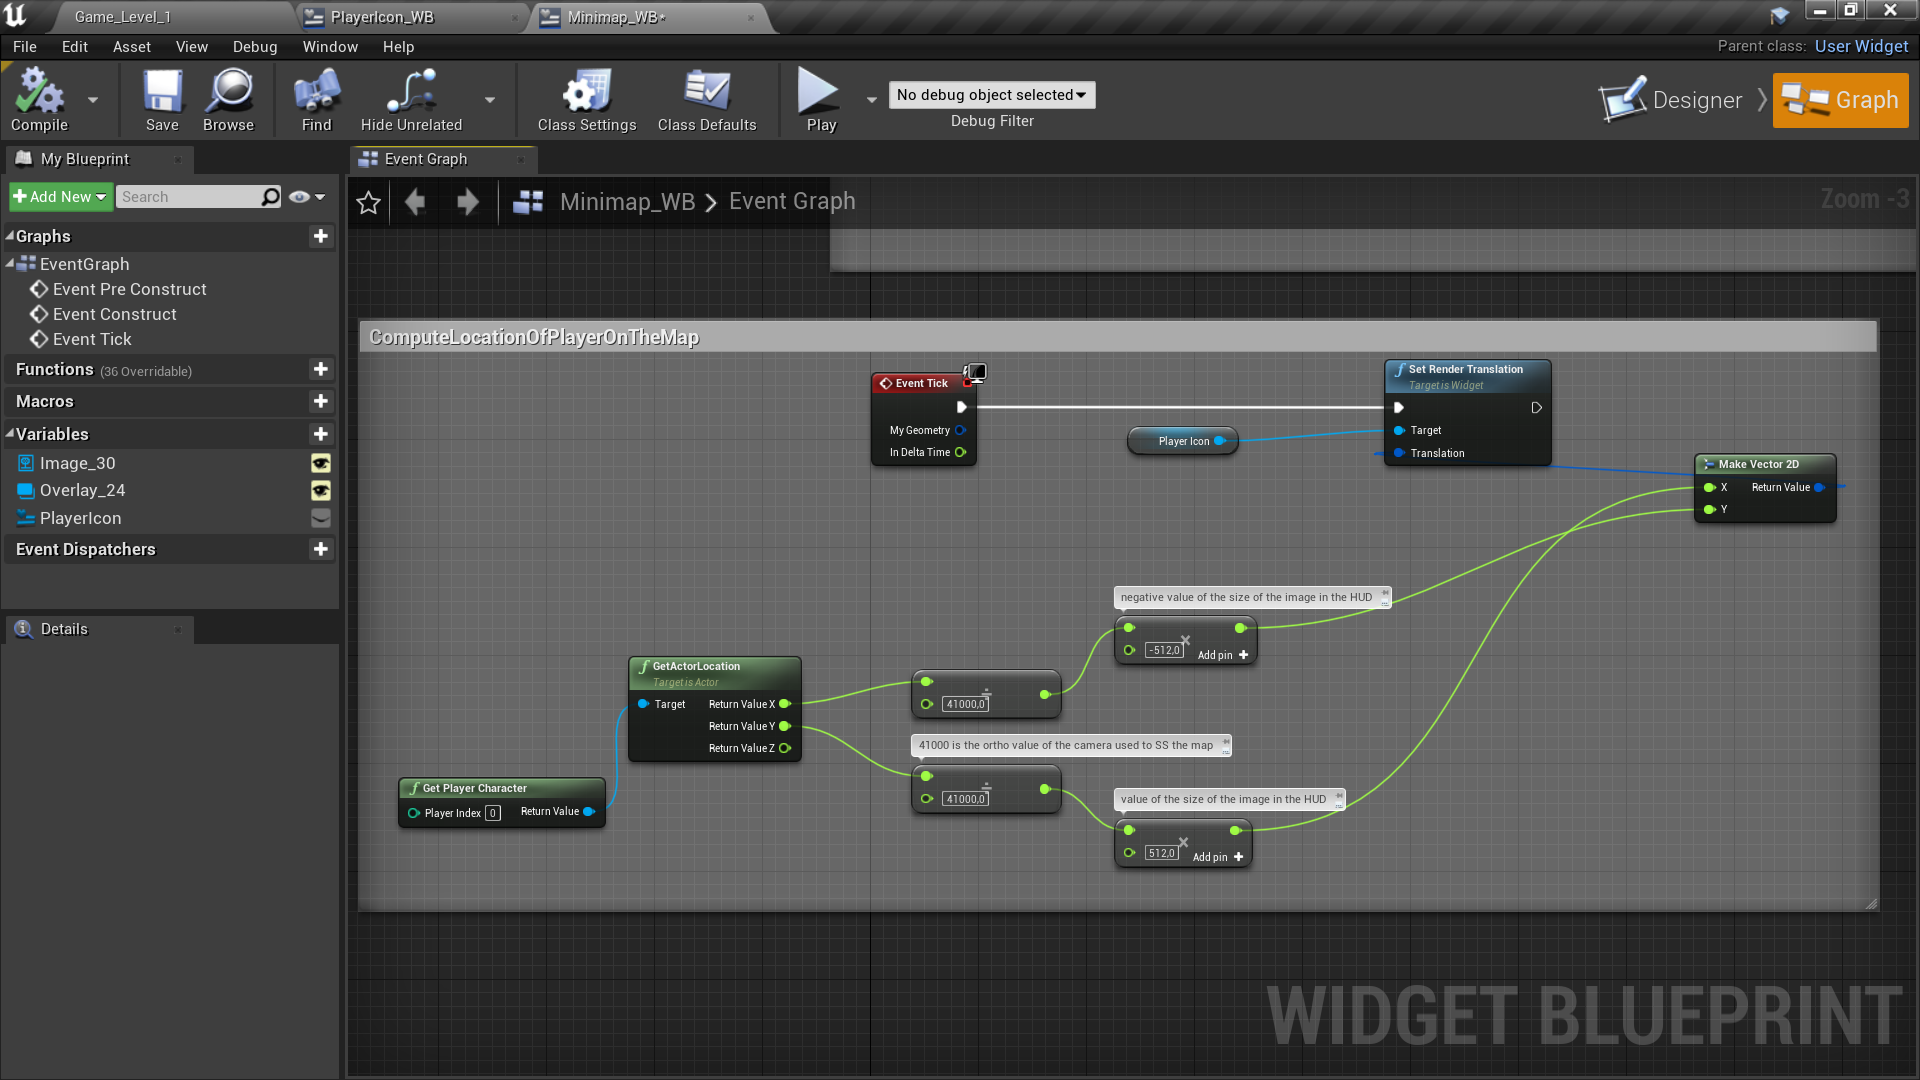 Game_Level_1
PlayerIcon_WB
Minimap_WB*
File
Edit
Asset
View
Debug
Window
Help
Parent class: User Widget
Compile
Save
Browse
Find
Hide Unrelated
Class Settings
Class Defaults
Play
No debug object selected
Debug Filter
Designer
Graph
My Blueprint
Add New
Search
Graphs
EventGraph
Event Pre Construct
Event Construct
Event Tick
Functions (36 Overridable)
Macros
Variables
Image_30
Overlay_24
PlayerIcon
Event Dispatchers
Details
Event Graph
Minimap_WB > Event Graph
Zoom -3
ComputeLocationOfPlayerOnTheMap
Event Tick
My Geometry
In Delta Time
Player Icon
Set Render Translation
Target is Widget
Target
Translation
Make Vector 2D
X Return Value
Y
negative value of the size of the image in the HUD
-512,0
Add pin
GetActorLocation
Target is Actor
Target Return Value X
Return Value Y
Return Value Z
41000,0
41000 is the ortho value of the camera used to SS the map
41000,0
Get Player Character
Player Index 0 Return Value
value of the size of the image in the HUD
512,0
Add pin
WIDGET BLUEPRINT